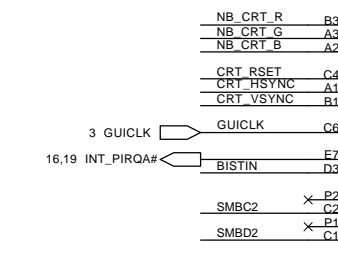 NB_CRT_R B3
NB_CRT_G A3
NB_CRT_B A2
CRT_RSET C4
CRT_HSYNC A1
CRT_VSYNC B1
3 GUICLK GUICLK C6
16,19 INT_PIRQA# E7
BISTIN D3
P2
SMBC2 C2
P1
SMBD2 C1